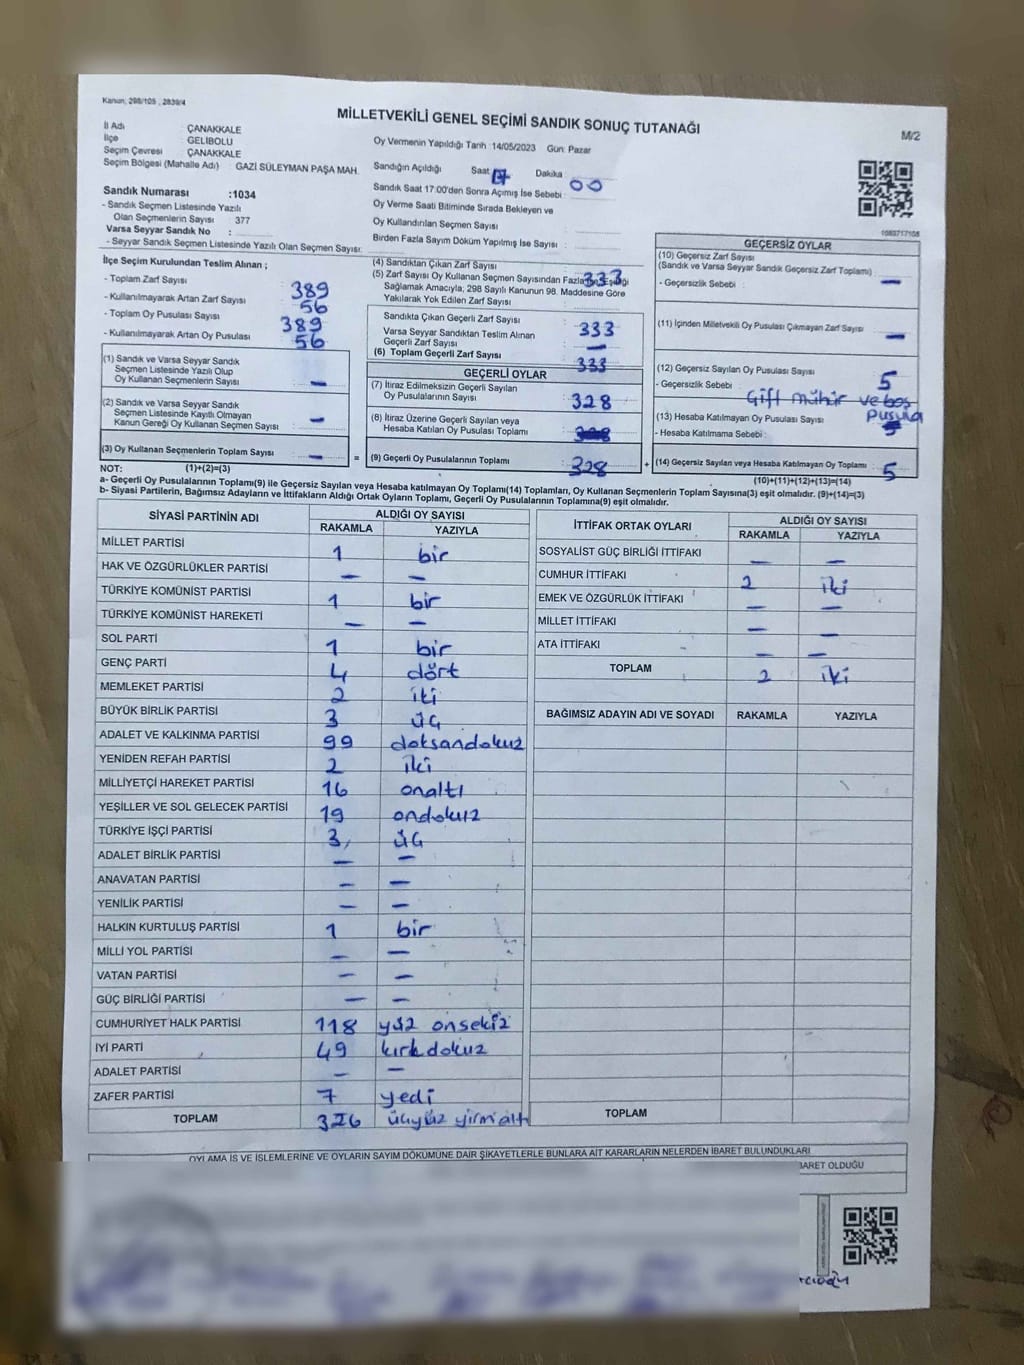 Kanun, 298/105 , 2839/4
MİLLETVEKİLİ GENEL SEÇİMİ SANDIK SONUÇ TUTANAĞI
M/2
İl Adı ÇANAKKALE
İlçe GELİBOLU
Seçim Çevresi ÇANAKKALE
Seçim Bölgesi (Mahalle Adı) : GAZİ SÜLEYMAN PAŞA MAH.
Sandık Numarası :1034
- Sandık Seçmen Listesinde Yazılı
Olan Seçmenlerin Sayısı : 377
Varsa Seyyar Sandık No :
- Seyyar Sandık Seçmen Listesinde Yazılı Olan Seçmen Sayısı:
Oy Vermenin Yapıldığı Tarih :14/05/2023 Gün: Pazar
Sandığın Açıldığı Saat Dakika 00
Sandık Saat 17:00'den Sonra Açımış İse Sebebi :
Oy Verme Saati Bitiminde Sırada Bekleyen ve
Oy Kullandırılan Seçmen Sayısı :
Birden Fazla Sayım Döküm Yapılmış İse Sayısı :
1083717108
İlçe Seçim Kurulundan Teslim Alınan ;
- Toplam Zarf Sayısı : 389
- Kullanılmayarak Artan Zarf Sayısı : 56
- Toplam Oy Pusulası Sayısı : 389
- Kullanılmayarak Artan Oy Pusulası : 56
(1) Sandık ve Varsa Seyyar Sandık
Seçmen Listesinde Yazılı Olup
Oy Kullanan Seçmenlerin Sayısı : —
(2) Sandık ve Varsa Seyyar Sandık
Seçmen Listesinde Kayıtlı Olmayan
Kanun Gereği Oy Kullanan Seçmen Sayısı : —
(3) Oy Kullanan Seçmenlerin Toplam Sayısı : — =
(4) Sandıktan Çıkan Zarf Sayısı : 333
(5) Zarf Sayısı Oy Kullanan Seçmen Sayısından Fazla İse Eşitliği
Sağlamak Amacıyla; 298 Sayılı Kanunun 98. Maddesine Göre
Yakılarak Yok Edilen Zarf Sayısı :
Sandıkta Çıkan Geçerli Zarf Sayısı : 333
Varsa Seyyar Sandıktan Teslim Alınan
Geçerli Zarf Sayısı : —
(6) Toplam Geçerli Zarf Sayısı : 333
GEÇERLİ OYLAR
(7) İtiraz Edilmeksizin Geçerli Sayılan
Oy Pusulalarının Sayısı : 328
(8) İtiraz Üzerine Geçerli Sayılan veya
Hesaba Katılan Oy Pusulası Toplamı :
(9) Geçerli Oy Pusulalarının Toplamı : 328 +
GEÇERSİZ OYLAR
(10) Geçersiz Zarf Sayısı
(Sandık ve Varsa Seyyar Sandık Geçersiz Zarf Toplamı) : —
- Geçersizlik Sebebi :
(11) İçinden Milletvekili Oy Pusulası Çıkmayan Zarf Sayısı : —
(12) Geçersiz Sayılan Oy Pusulası Sayısı : 5
- Geçersizlik Sebebi : Çift mühür ve boş
pusula
(13) Hesaba Katılmayan Oy Pusulası Sayısı :
- Hesaba Katılmama Sebebi :
(14) Geçersiz Sayılan veya Hesaba Katılmayan Oy Toplamı : 5
NOT: (1)+(2)=(3) (10)+(11)+(12)+(13)=(14)
a- Geçerli Oy Pusulalarının Toplamı(9) ile Geçersiz Sayılan veya Hesaba katılmayan Oy Toplamı(14) Toplamları, Oy Kullanan Seçmenlerin Toplam Sayısına(3) eşit olmalıdır. (9)+(14)=(3)
b- Siyasi Partilerin, Bağımsız Adayların ve İttifakların Aldığı Ortak Oyların Toplamı, Geçerli Oy Pusulalarının Toplamına(9) eşit olmalıdır.
SİYASİ PARTİNİN ADI ALDIĞI OY SAYISI
RAKAMLA YAZIYLA
MİLLET PARTİSİ 1 bir
HAK VE ÖZGÜRLÜKLER PARTİSİ — —
TÜRKİYE KOMÜNİST PARTİSİ 1 bir
TÜRKİYE KOMÜNİST HAREKETİ — —
SOL PARTİ 1 bir
GENÇ PARTİ 4 dört
MEMLEKET PARTİSİ 2 iki
BÜYÜK BİRLİK PARTİSİ 3 üç
ADALET VE KALKINMA PARTİSİ 99 doksandokuz
YENİDEN REFAH PARTİSİ 2 iki
MİLLİYETÇİ HAREKET PARTİSİ 16 onaltı
YEŞİLLER VE SOL GELECEK PARTİSİ 19 ondokuz
TÜRKİYE İŞÇİ PARTİSİ 3 üç
ADALET BİRLİK PARTİSİ — —
ANAVATAN PARTİSİ — —
YENİLİK PARTİSİ — —
HALKIN KURTULUŞ PARTİSİ 1 bir
MİLLİ YOL PARTİSİ — —
VATAN PARTİSİ — —
GÜÇ BİRLİĞİ PARTİSİ — —
CUMHURİYET HALK PARTİSİ 118 yüz onsekiz
İYİ PARTİ 49 kırkdokuz
ADALET PARTİSİ — —
ZAFER PARTİSİ 7 yedi
TOPLAM 326 üçyüz yirmi altı
İTTİFAK ORTAK OYLARI ALDIĞI OY SAYISI
RAKAMLA YAZIYLA
SOSYALİST GÜÇ BİRLİĞİ İTTİFAKI — —
CUMHUR İTTİFAKI 2 iki
EMEK VE ÖZGÜRLÜK İTTİFAKI — —
MİLLET İTTİFAKI — —
ATA İTTİFAKI — —
TOPLAM 2 iki
BAĞIMSIZ ADAYIN ADI VE SOYADI RAKAMLA YAZIYLA
TOPLAM
OYLAMA İŞ VE İŞLEMLERİNE VE OYLARIN SAYIM DÖKÜMÜNE DAİR ŞİKAYETLERLE BUNLARA AİT KARARLARIN NELERDEN İBARET BULUNDUKLARI
BARET OLDUĞU